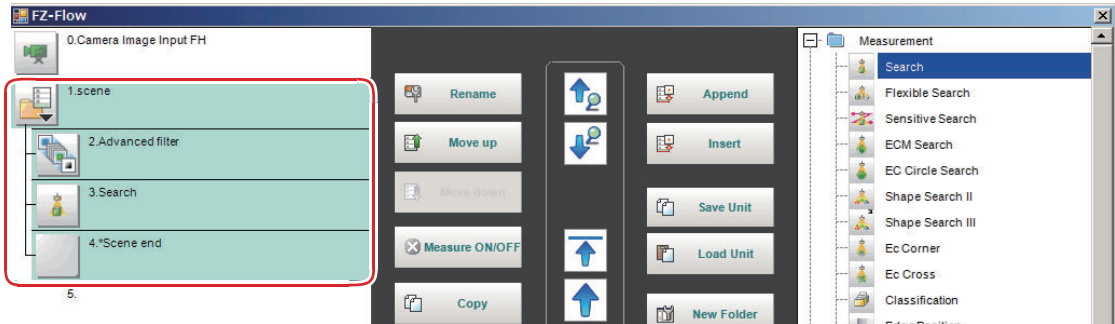 FZ-Flow
0.Camera Image Input FH
1.scene
2.Advanced filter
3.Search
4.*Scene end
5.
Rename
Move up
Move down
Measure ON/OFF
Copy
Append
Insert
Save Unit
Load Unit
New Folder
Measurement
Search
Flexible Search
Sensitive Search
ECM Search
EC Circle Search
Shape Search II
Shape Search III
Ec Corner
Ec Cross
Classification
Edge Position